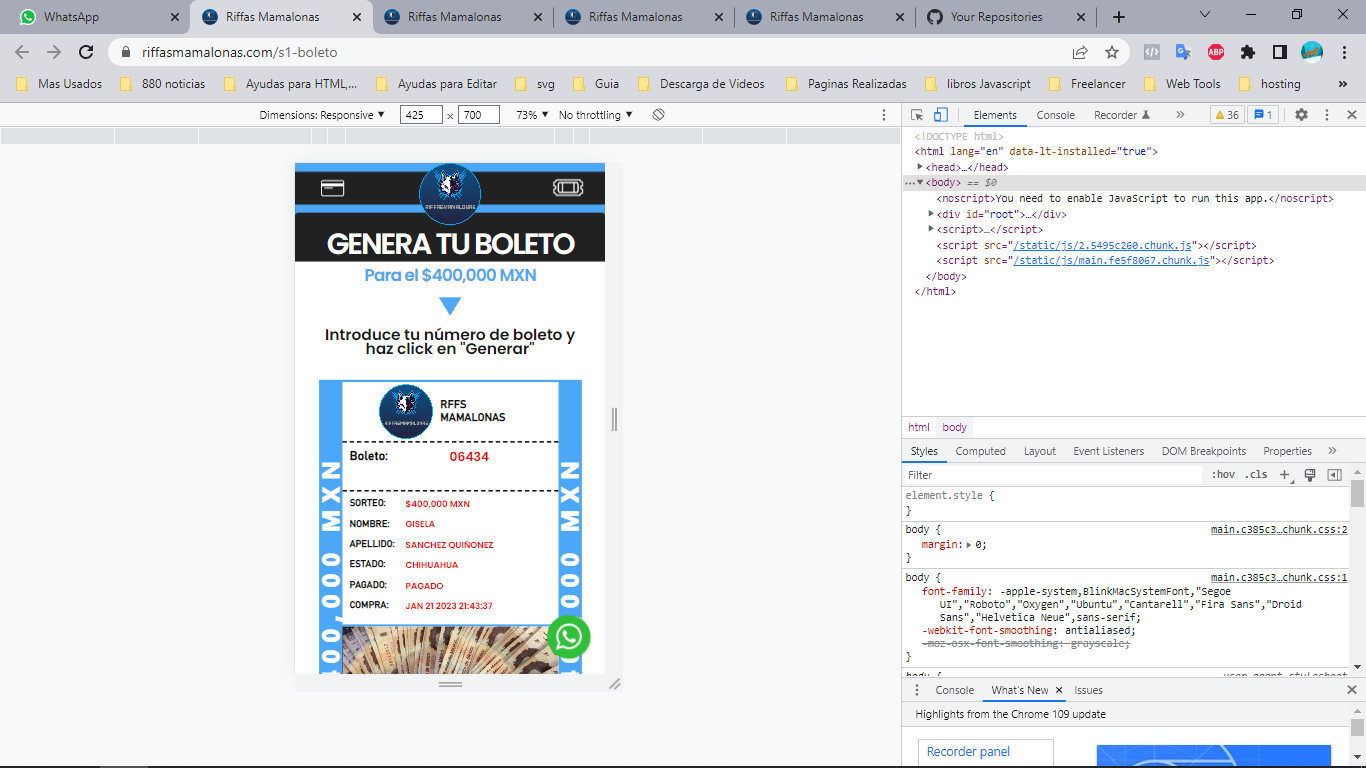 WhatsApp
Riffas Mamalonas
Riffas Mamalonas
Riffas Mamalonas
Riffas Mamalonas
Your Repositories
riffasmamalonas.com/s1-boleto
ABP
Mas Usados
880 noticias
Ayudas para HTML,...
Ayudas para Editar
svg
Guia
Descarga de Videos
Paginas Realizadas
libros Javascript
Freelancer
Web Tools
hosting
»
Dimensions: Responsive ▼ 425 × 700 73% ▼ No throttling ▼
RIFFASMAMALONAS
GENERA TU BOLETO
Para el $400,000 MXN
Introduce tu número de boleto y
haz click en "Generar"
RIFFASMAMALONAS
RFFS
MAMALONAS
Boleto: 06434
SORTEO: $400,000 MXN
NOMBRE: GISELA
APELLIDO: SANCHEZ QUIÑONEZ
ESTADO: CHIHUAHUA
PAGADO: PAGADO
COMPRA: JAN 21 2023 21:43:37
400,000 MXN
000 MXN
Elements Console Recorder » 36 1
<!DOCTYPE html>
<html lang="en" data-lt-installed="true">
▶<head>…</head>
…▼<body> == $0
<noscript>You need to enable JavaScript to run this app.</noscript>
▶<div id="root">…</div>
▶<script>…</script>
<script src="/static/js/2.5495c260.chunk.js"></script>
<script src="/static/js/main.fe5f8067.chunk.js"></script>
</body>
</html>
html body
Styles Computed Layout Event Listeners DOM Breakpoints Properties »
Filter :hov .cls +
element.style {
}
body { main.c385c3…chunk.css:2
margin:▶ 0;
}
body { main.c385c3…chunk.css:1
font-family: -apple-system,BlinkMacSystemFont,"Segoe
UI","Roboto","Oxygen","Ubuntu","Cantarell","Fira Sans","Droid
Sans","Helvetica Neue",sans-serif;
-webkit-font-smoothing: antialiased;
-moz-osx-font-smoothing: grayscale;
}
body { user agent stylesheet
Console What's New × Issues
Highlights from the Chrome 109 update
Recorder panel